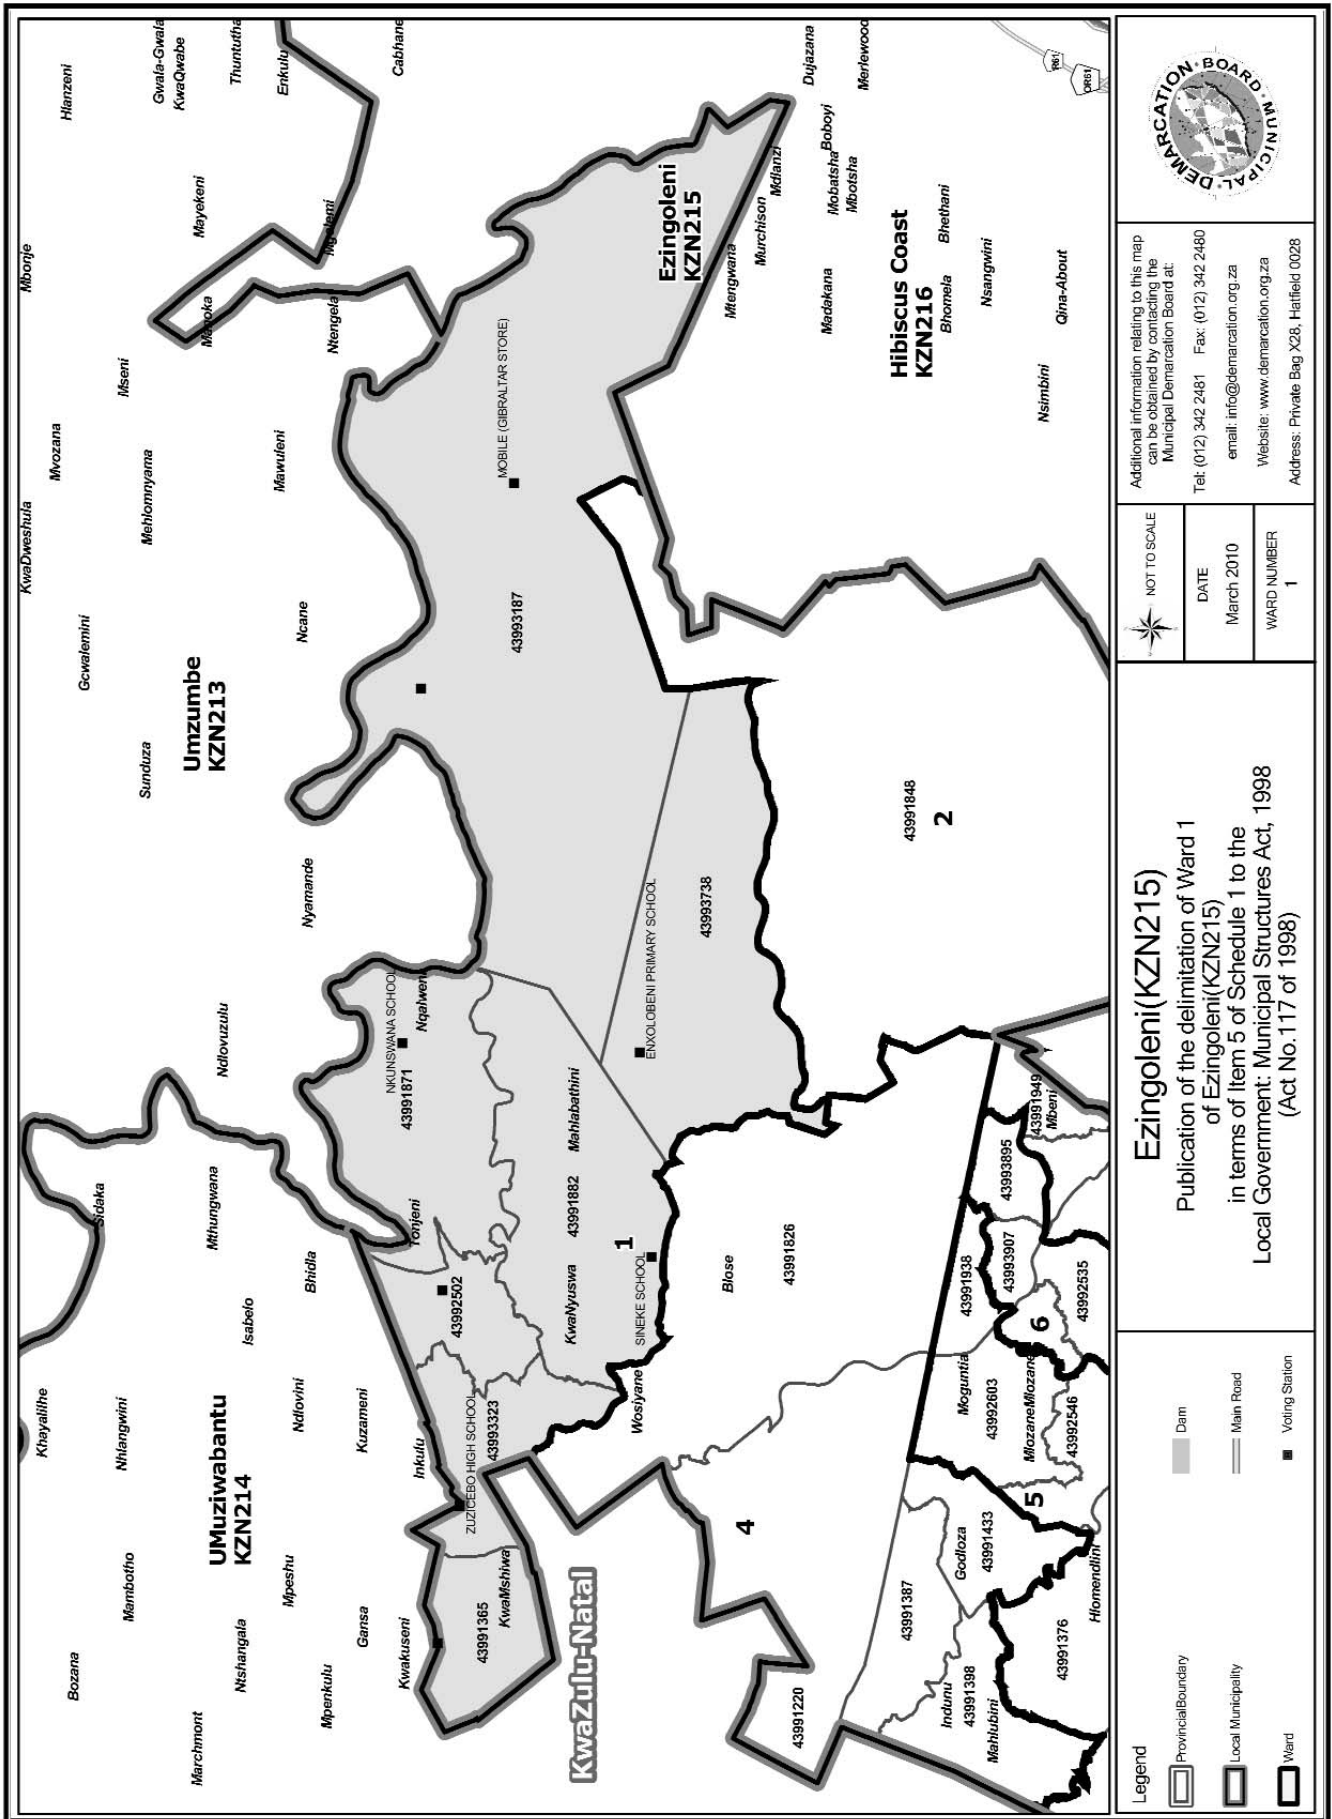 Khayalihe
Bozana
Mambotho
Nhlangwini
Sidaka
Marchmont
Ntshangala
UMuziwabantu
KZN214
Mthungwana
Isabelo
Mpeshu
Ndlovini
Bhidla
Mpenkulu
Gansa
Kuzameni
Kwakuseni
Inkulu
Tonjeni
Ndlovuzulu
KwaDweshula
Mbonje
Mvozana
Hlanzeni
Gcwalemini
Mehlomnyama
Mseni
Sunduza
Umzumbe
KZN213
Gwala-Gwala
KwaQwabe
Mayekeni
Manoka
Thuntutha
Enkulu
Mawuleni
Ncane
Nyamande
Ntengela
Mgolemi
Cabhane
NKUNSWANA SCHOOL
43991871
Nqalweni
43992502
ZUZICEBO HIGH SCHOOL
43993323
43991365
KwaMshiwa
KwaZulu-Natal
43991882
Mahlabathini
KwaNyuswa
1
SINEKE SCHOOL
Wosiyane
ENXOLOBENI PRIMARY SCHOOL
43993738
43993187
MOBILE (GIBRALTAR STORE)
Ezingoleni
KZN215
Mtengwana
Murchison
Mdlanzi
Dujazana
Boboyi
Mobatsha
Mbotsha
Merlewood
Madakana
Hibiscus Coast
KZN216
Bhomela
Bhethani
Nsangwini
Nsimbini
Qina-About
R61
OR61
Blose
43991826
43991848
2
4
43991220
43991387
Indunu
43991398
Mahlubini
Godloza
43991433
43991376
Hlomendlini
5
Moguntia
43992603
MlozaneMlozane
43992546
43991938
43993907
6
43992535
43993895
43991949
Mbeni
Legend
ProvincialBoundary
Local Municipality
Ward
Dam
Main Road
Voting Station
Ezingoleni(KZN215)
Publication of the delimitation of Ward 1
of Ezingoleni(KZN215)
in terms of Item 5 of Schedule 1 to the
Local Government: Municipal Structures Act, 1998
(Act No.117 of 1998)
NOT TO SCALE
DATE
March 2010
WARD NUMBER
1
Additional information relating to this map
can be obtained by contacting the
Municipal Demarcation Board at:
Tel: (012) 342 2481 Fax: (012) 342 2480
email: info@demarcation.org.za
Website: www.demarcation.org.za
Address: Private Bag X28, Hatfield 0028
MUNICIPAL DEMARCATION BOARD